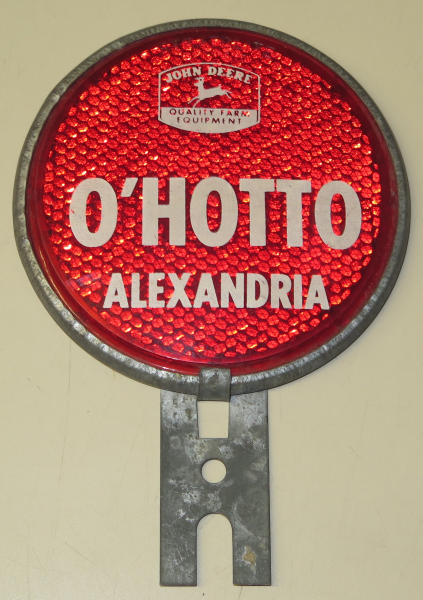 JOHN DEERE
QUALITY FARM
EQUIPMENT
O'HOTTO
ALEXANDRIA